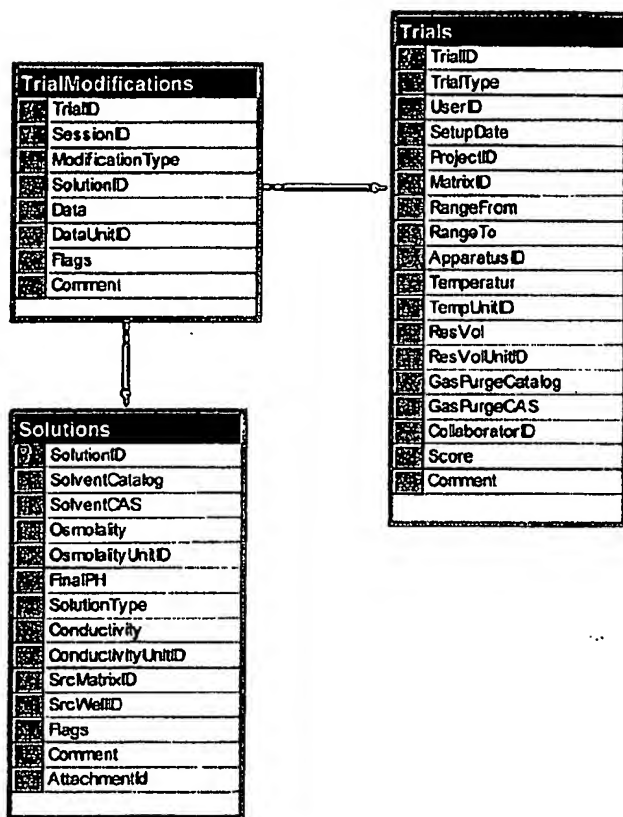 TrialModifications
TrialID
SessionID
ModificationType
SolutionID
Data
DataUnitID
Flags
Comment
Trials
TrialID
TrialType
UserID
SetupDate
ProjectID
MatrixID
RangeFrom
RangeTo
ApparatusID
Temperatur
TempUnitID
ResVol
ResVolUnitID
GasPurgeCatalog
GasPurgeCAS
CollaboratorID
Score
Comment
Solutions
SolutionID
SolventCatalog
SolventCAS
Osmolality
OsmolalityUnitID
FinalPH
SolutionType
Conductivity
ConductivityUnitID
SrcMatrixID
SrcWellID
Flags
Comment
AttachmentId